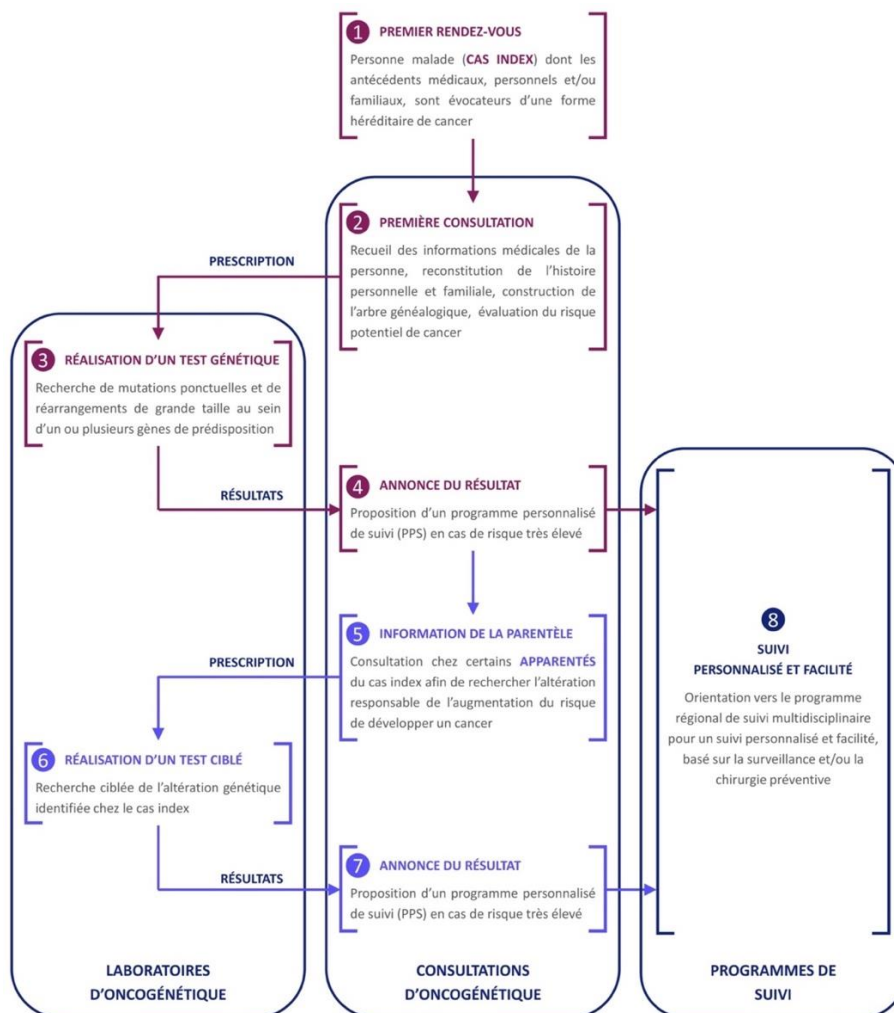 1 PREMIER RENDEZ-VOUS
Personne malade (CAS INDEX) dont les
antécédents médicaux, personnels et/ou
familiaux, sont évocateurs d’une forme
héréditaire de cancer
2 PREMIÈRE CONSULTATION
Recueil des informations médicales de la
personne, reconstitution de l’histoire
personnelle et familiale, construction de
l’arbre généalogique, évaluation du risque
potentiel de cancer
PRESCRIPTION
3 RÉALISATION D’UN TEST GÉNÉTIQUE
Recherche de mutations ponctuelles et de
réarrangements de grande taille au sein
d’un ou plusieurs gènes de prédisposition
RÉSULTATS
4 ANNONCE DU RÉSULTAT
Proposition d’un programme personnalisé
de suivi (PPS) en cas de risque très élevé
5 INFORMATION DE LA PARENTÈLE
Consultation chez certains APPARENTÉS
du cas index afin de rechercher l’altération
responsable de l’augmentation du risque
de développer un cancer
PRESCRIPTION
6 RÉALISATION D’UN TEST CIBLÉ
Recherche ciblée de l’altération génétique
identifiée chez le cas index
RÉSULTATS
7 ANNONCE DU RÉSULTAT
Proposition d’un programme personnalisé
de suivi (PPS) en cas de risque très élevé
8
SUIVI
PERSONNALISÉ ET FACILITÉ
Orientation vers le programme
régional de suivi multidisciplinaire
pour un suivi personnalisé et facilité,
basé sur la surveillance et/ou la
chirurgie préventive
LABORATOIRES
D’ONCOGÉNÉTIQUE
CONSULTATIONS
D’ONCOGÉNÉTIQUE
PROGRAMMES DE
SUIVI